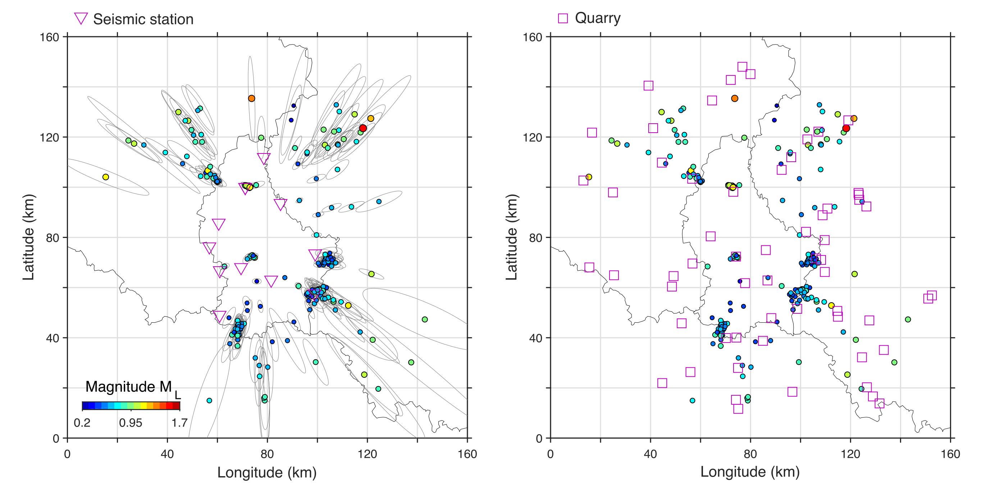 Seismic station
160
120
80
40
0
0
40
80
120
160
Latitude (km)
Longitude (km)
Magnitude M
L
0.2
0.95
1.7
Quarry
160
120
80
40
0
0
40
80
120
160
Latitude (km)
Longitude (km)